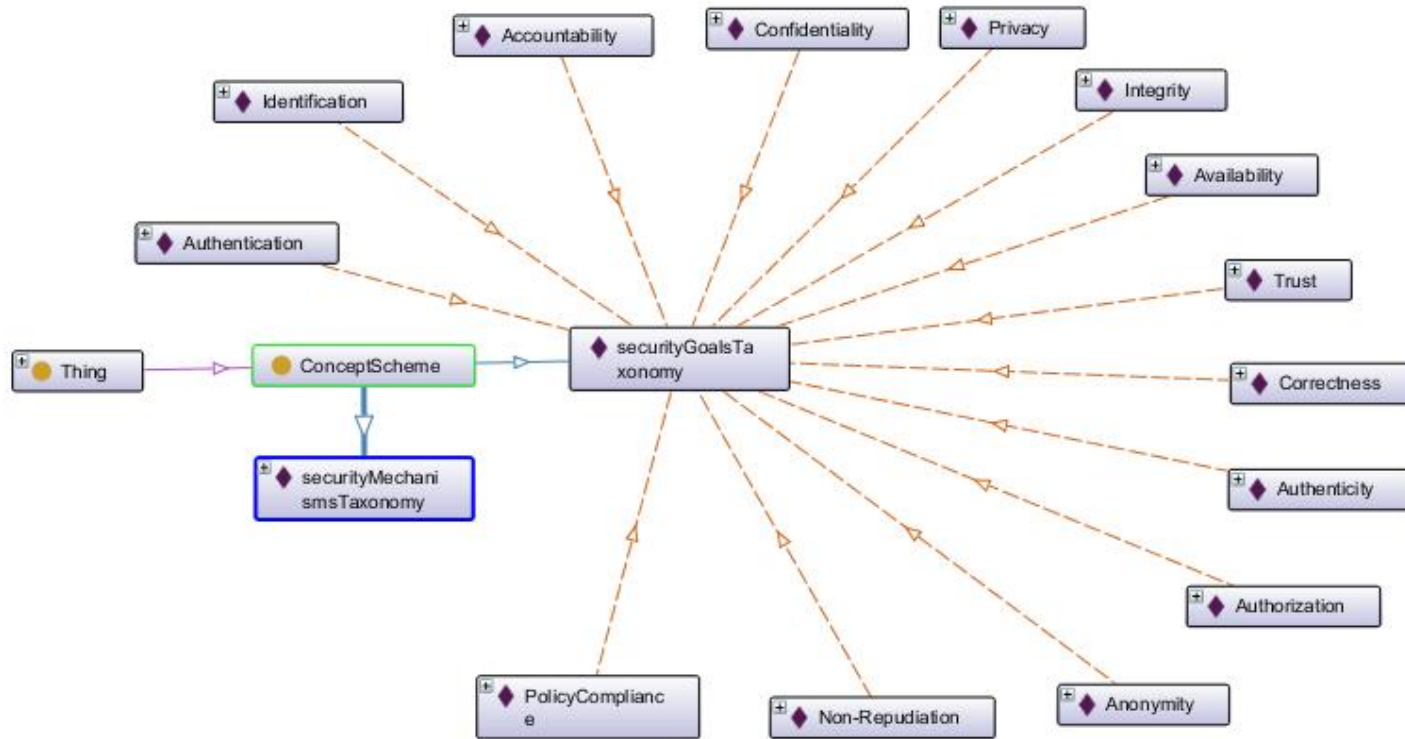 Accountability
Confidentiality
Privacy
Identification
Integrity
Availability
Authentication
Trust
securityGoalsTa
xonomy
Thing
ConceptScheme
Correctness
securityMechani
smsTaxonomy
Authenticity
Authorization
PolicyComplianc
e
Non-Repudiation
Anonymity